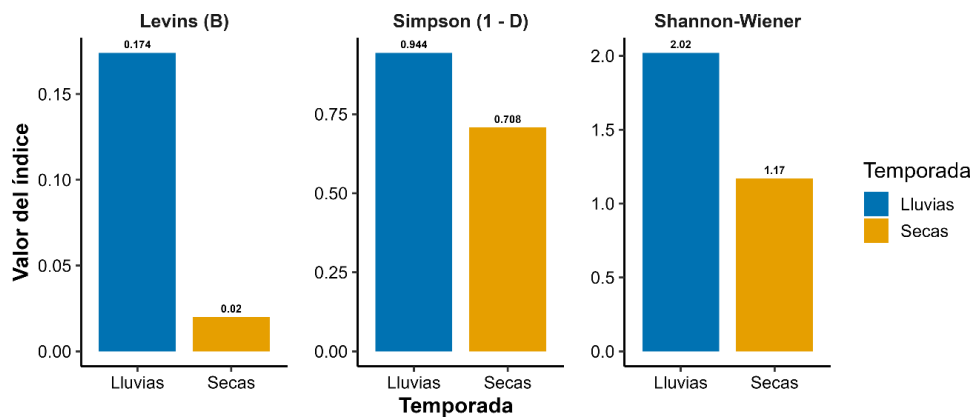 Levins (B)
Simpson (1 - D)
Shannon-Wiener
Valor del índice
0.15
0.10
0.05
0.00
0.174
0.02
Lluvias
Secas
0.75
0.50
0.25
0.00
0.944
0.708
Lluvias
Secas
2.0
1.5
1.0
0.5
0.0
2.02
1.17
Lluvias
Secas
Temporada
Temporada
Lluvias
Secas